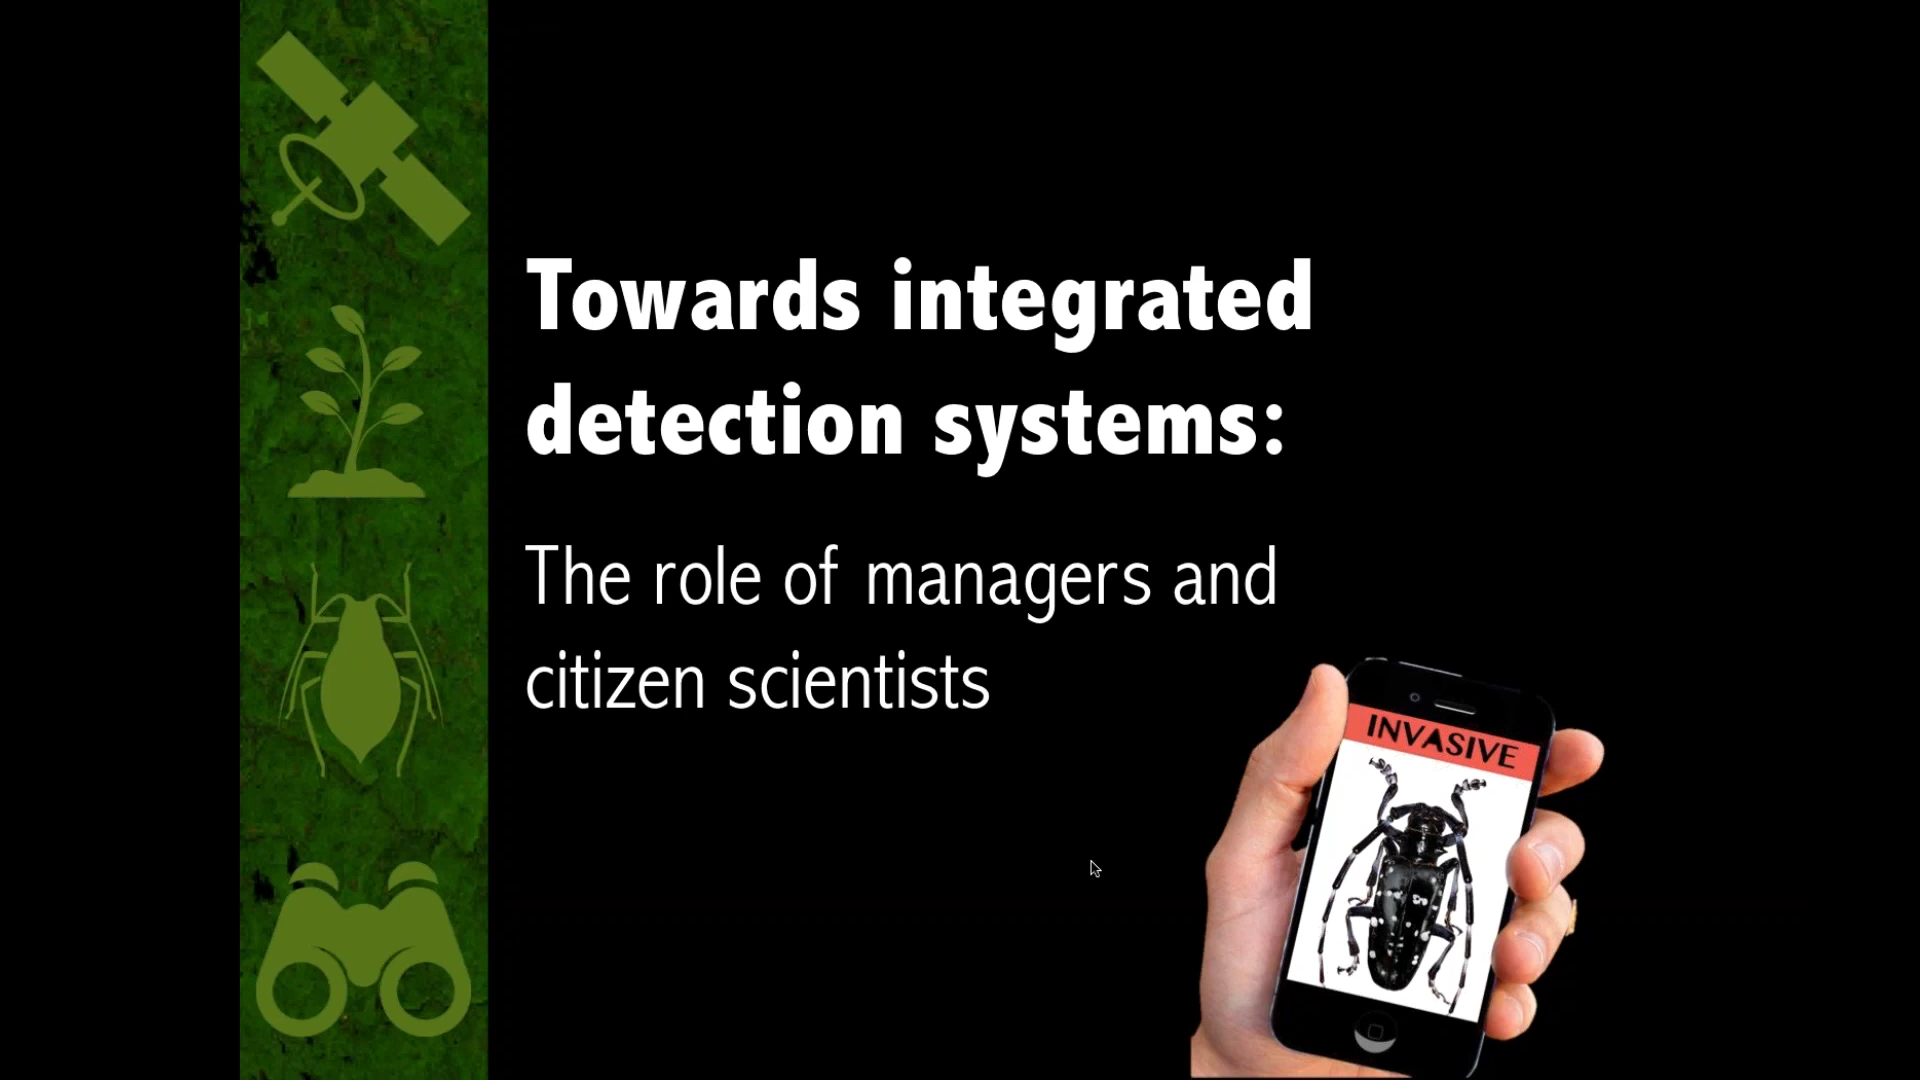 Towards integrated
detection systems:
The role of managers and
citizen scientists
INVASIVE